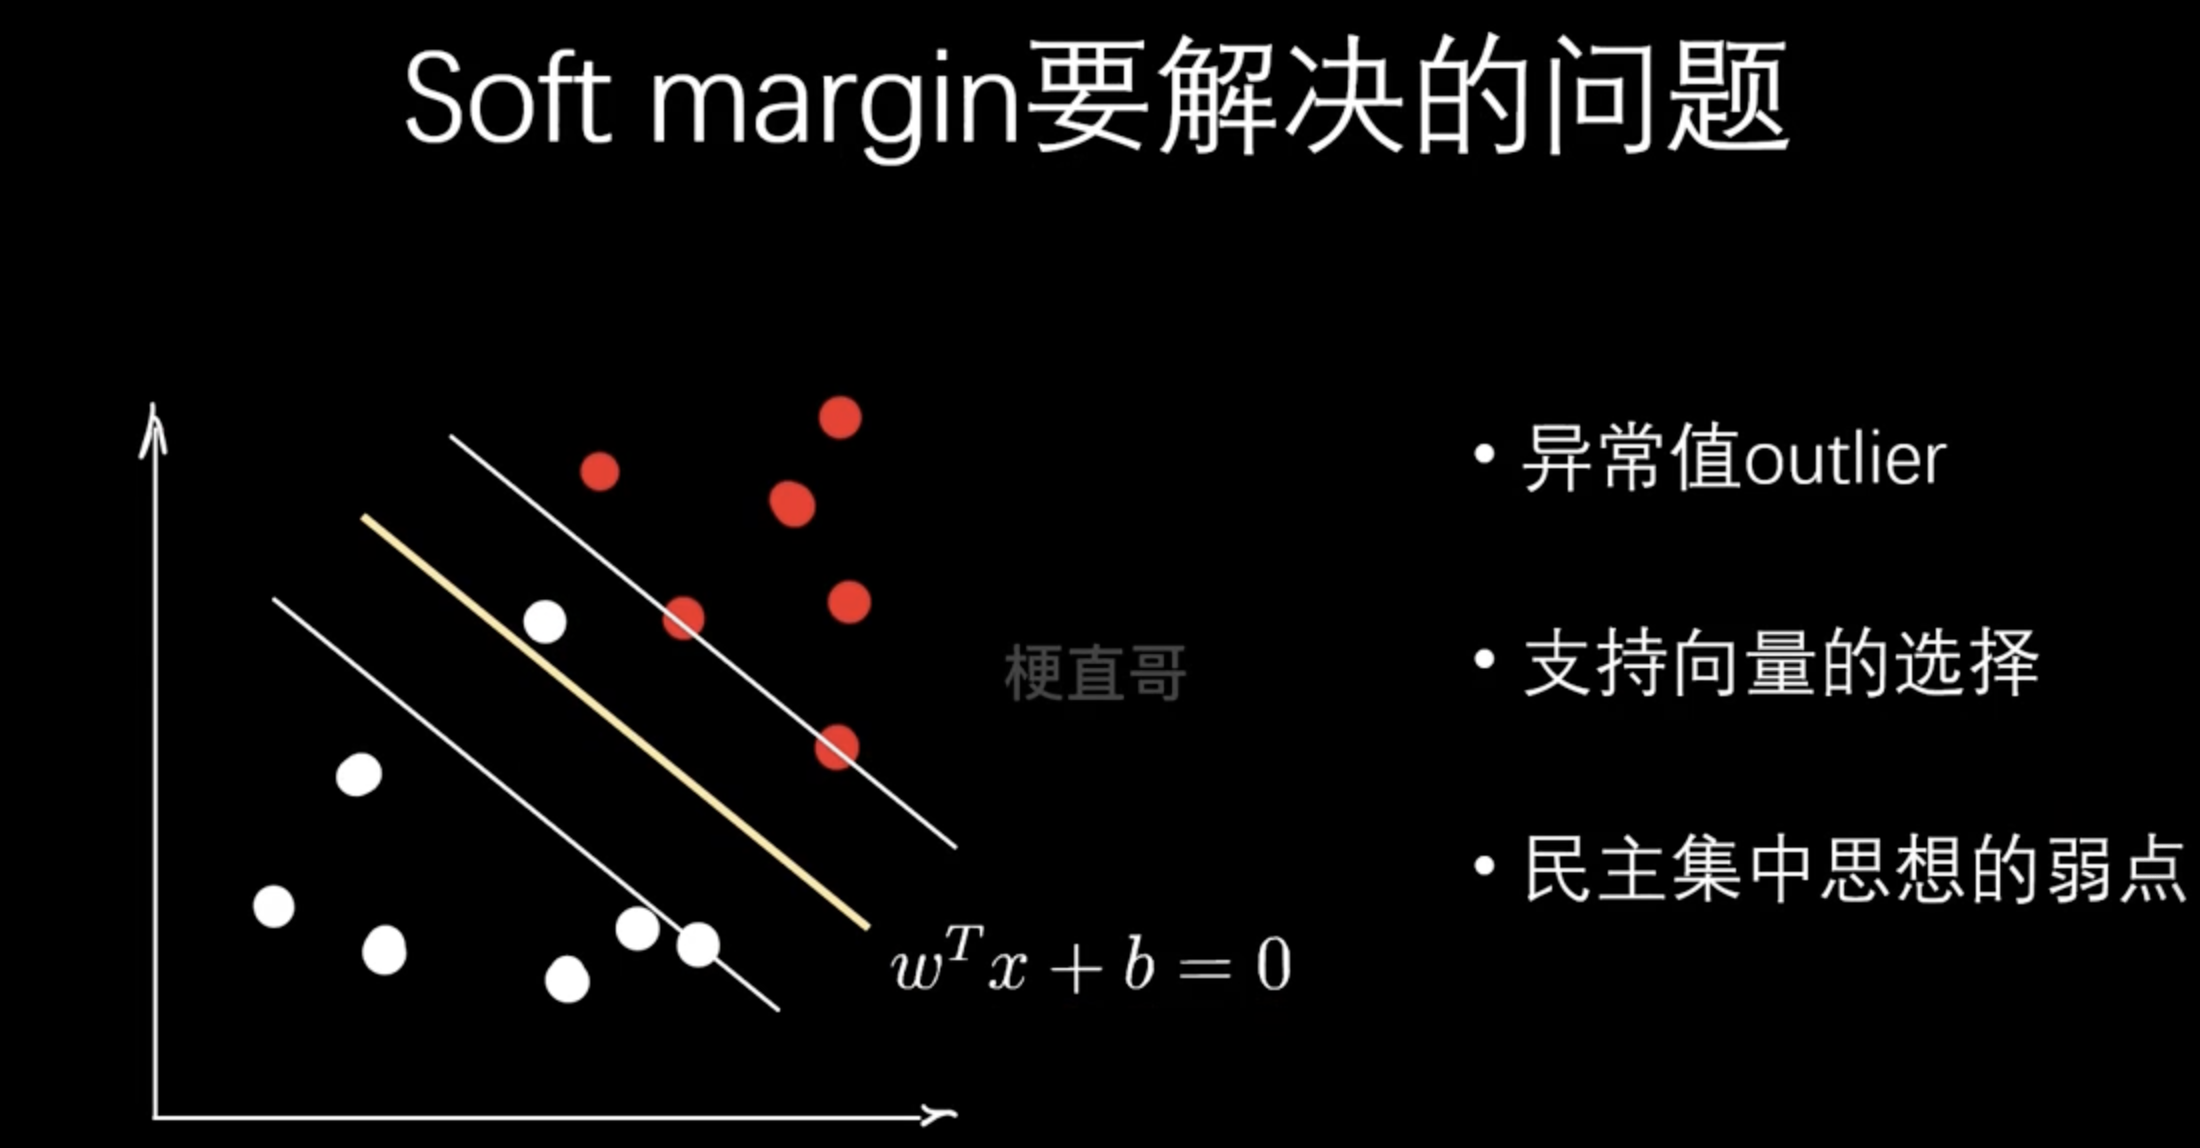 Soft margin要解决的问题
• 异常值outlier
• 支持向量的选择
梗直哥
• 民主集中思想的弱点
w^T x + b = 0